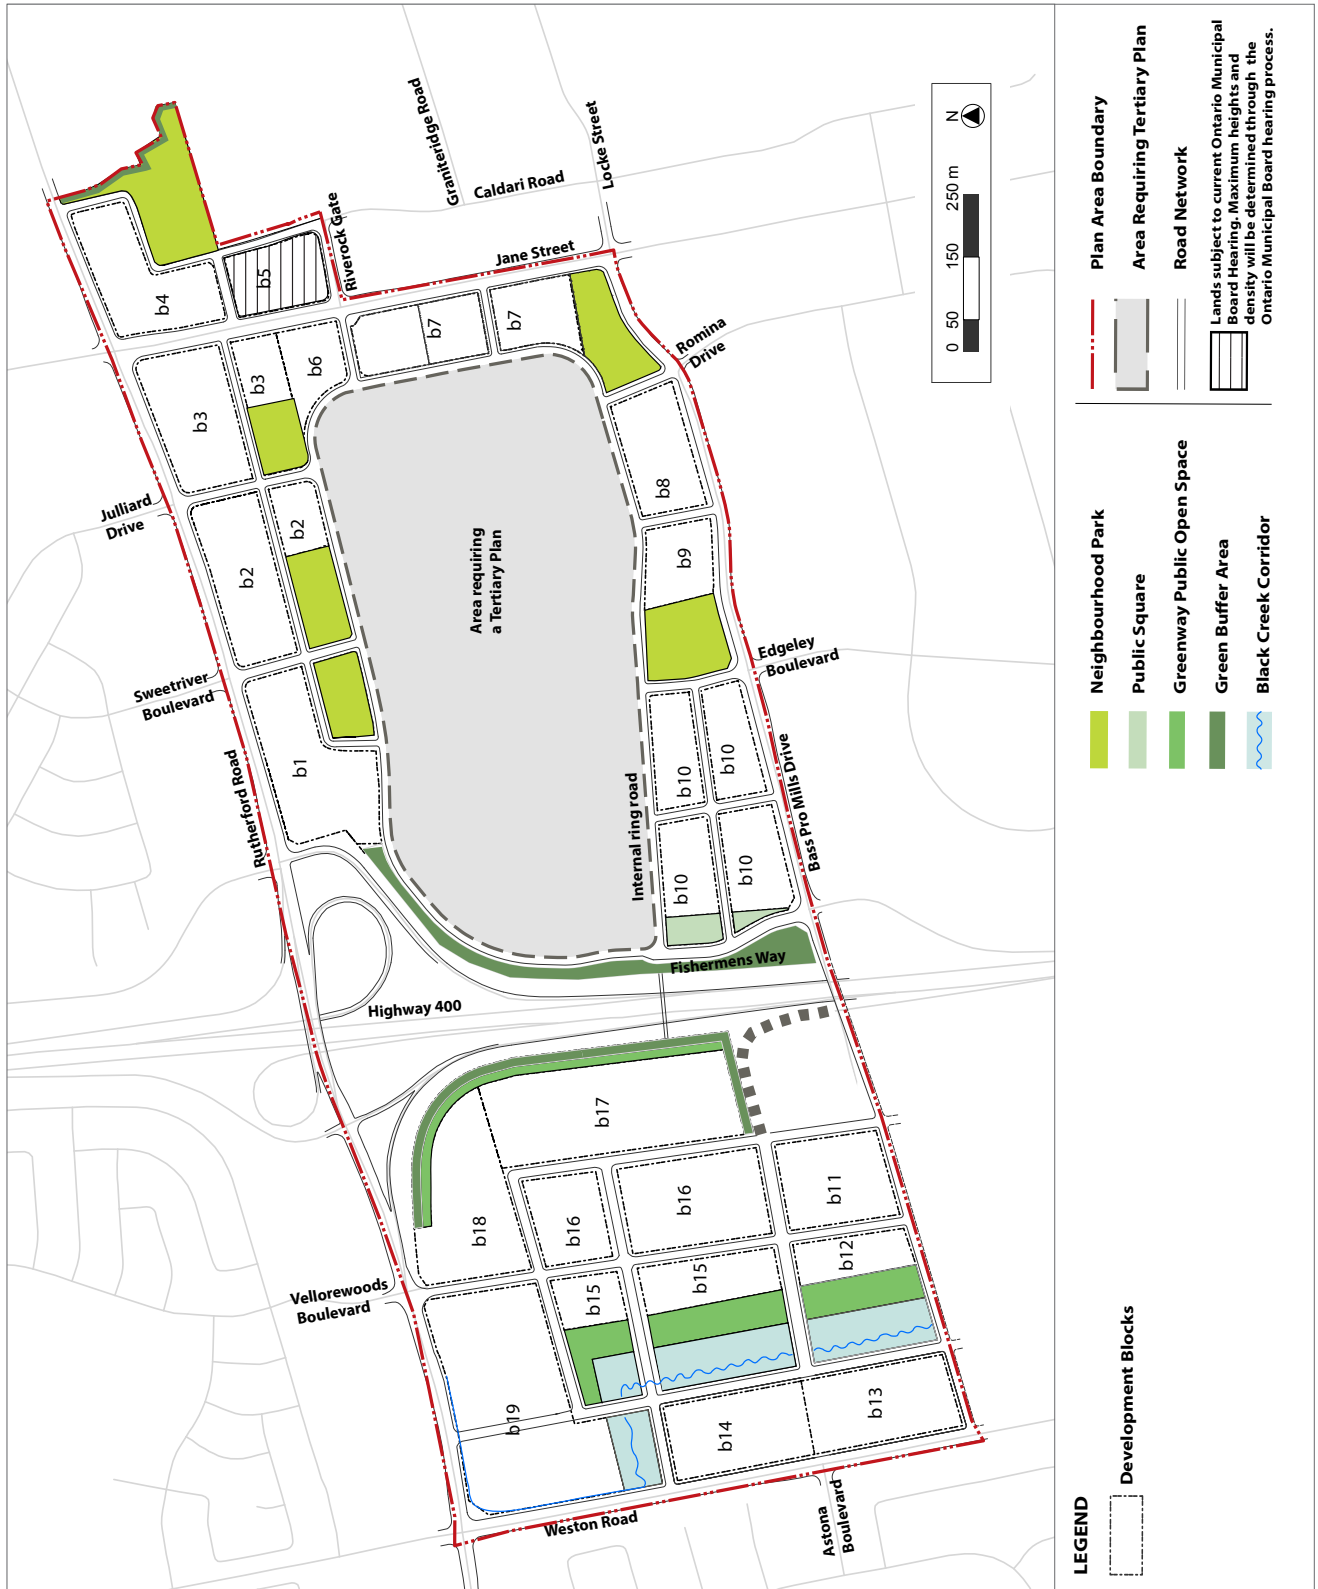 Graniteridge Road
Locke Street
Caldari Road
Riverock Gate
Jane Street
Romina
Drive
N
0
50
150
250 m
b4
b5
b3
b3
b6
b7
b7
Julliard
Drive
b2
b2
b8
b9
Area requiring
a Tertiary Plan
Sweetriver
Boulevard
Edgeley
Boulevard
Rutherford Road
b1
Internal ring road
b10
b10
b10
b10
Bass Pro Mills Drive
Fishermens Way
Highway 400
b17
b18
b16
b16
b11
b12
b15
b15
Vellorewoods
Boulevard
b19
b14
b13
Weston Road
Astona
Boulevard
LEGEND
Development Blocks
Neighbourhood Park
Public Square
Greenway Public Open Space
Green Buffer Area
Black Creek Corridor
Plan Area Boundary
Area Requiring Tertiary Plan
Road Network
Lands subject to current Ontario Municipal
Board Hearing. Maximum heights and
density will be determined through the
Ontario Municipal Board hearing process.